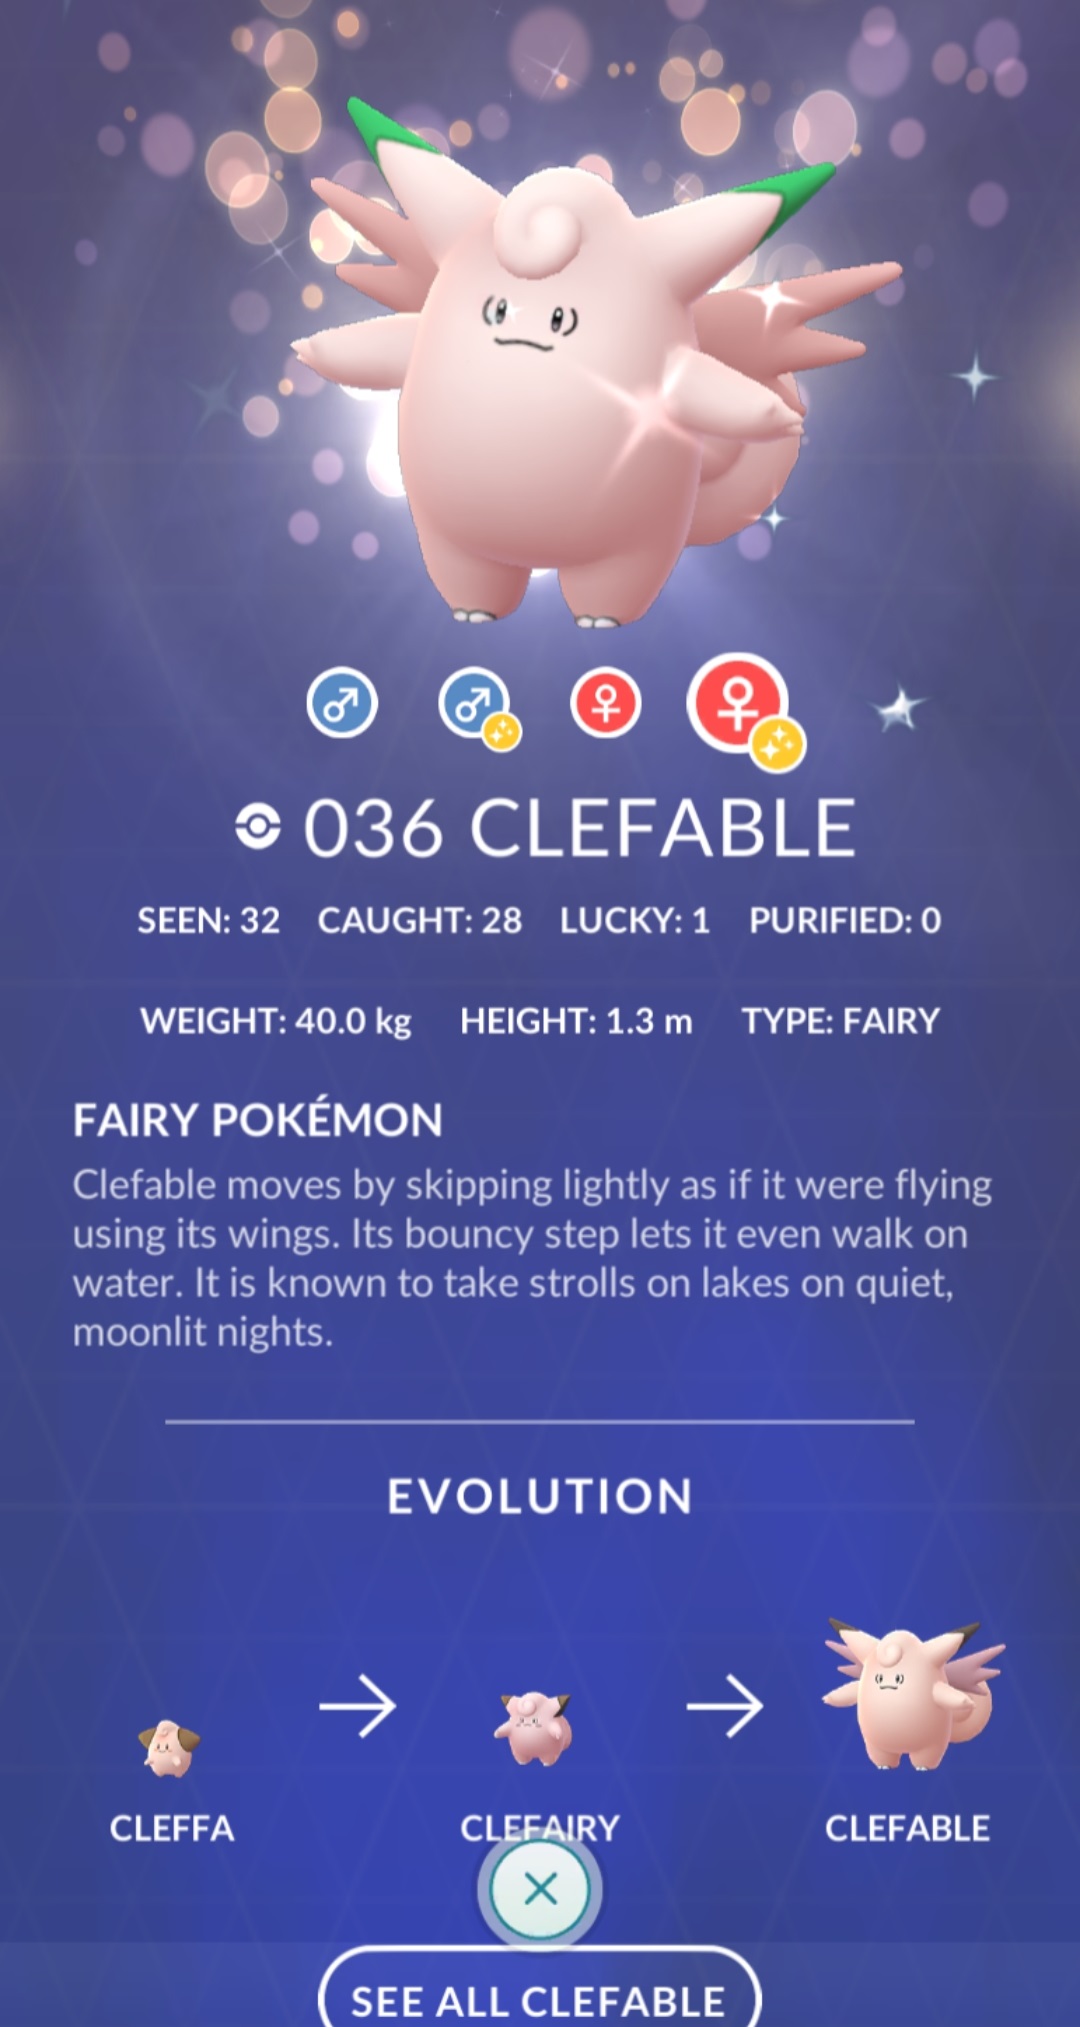 036 CLEFABLE
SEEN: 32 CAUGHT: 28 LUCKY: 1 PURIFIED: 0
WEIGHT: 40.0 kg HEIGHT: 1.3 m TYPE: FAIRY
FAIRY POKÉMON
Clefable moves by skipping lightly as if it were flying
using its wings. Its bouncy step lets it even walk on
water. It is known to take strolls on lakes on quiet,
moonlit nights.
EVOLUTION
CLEFFA CLEFAIRY CLEFABLE
SEE ALL CLEFABLE